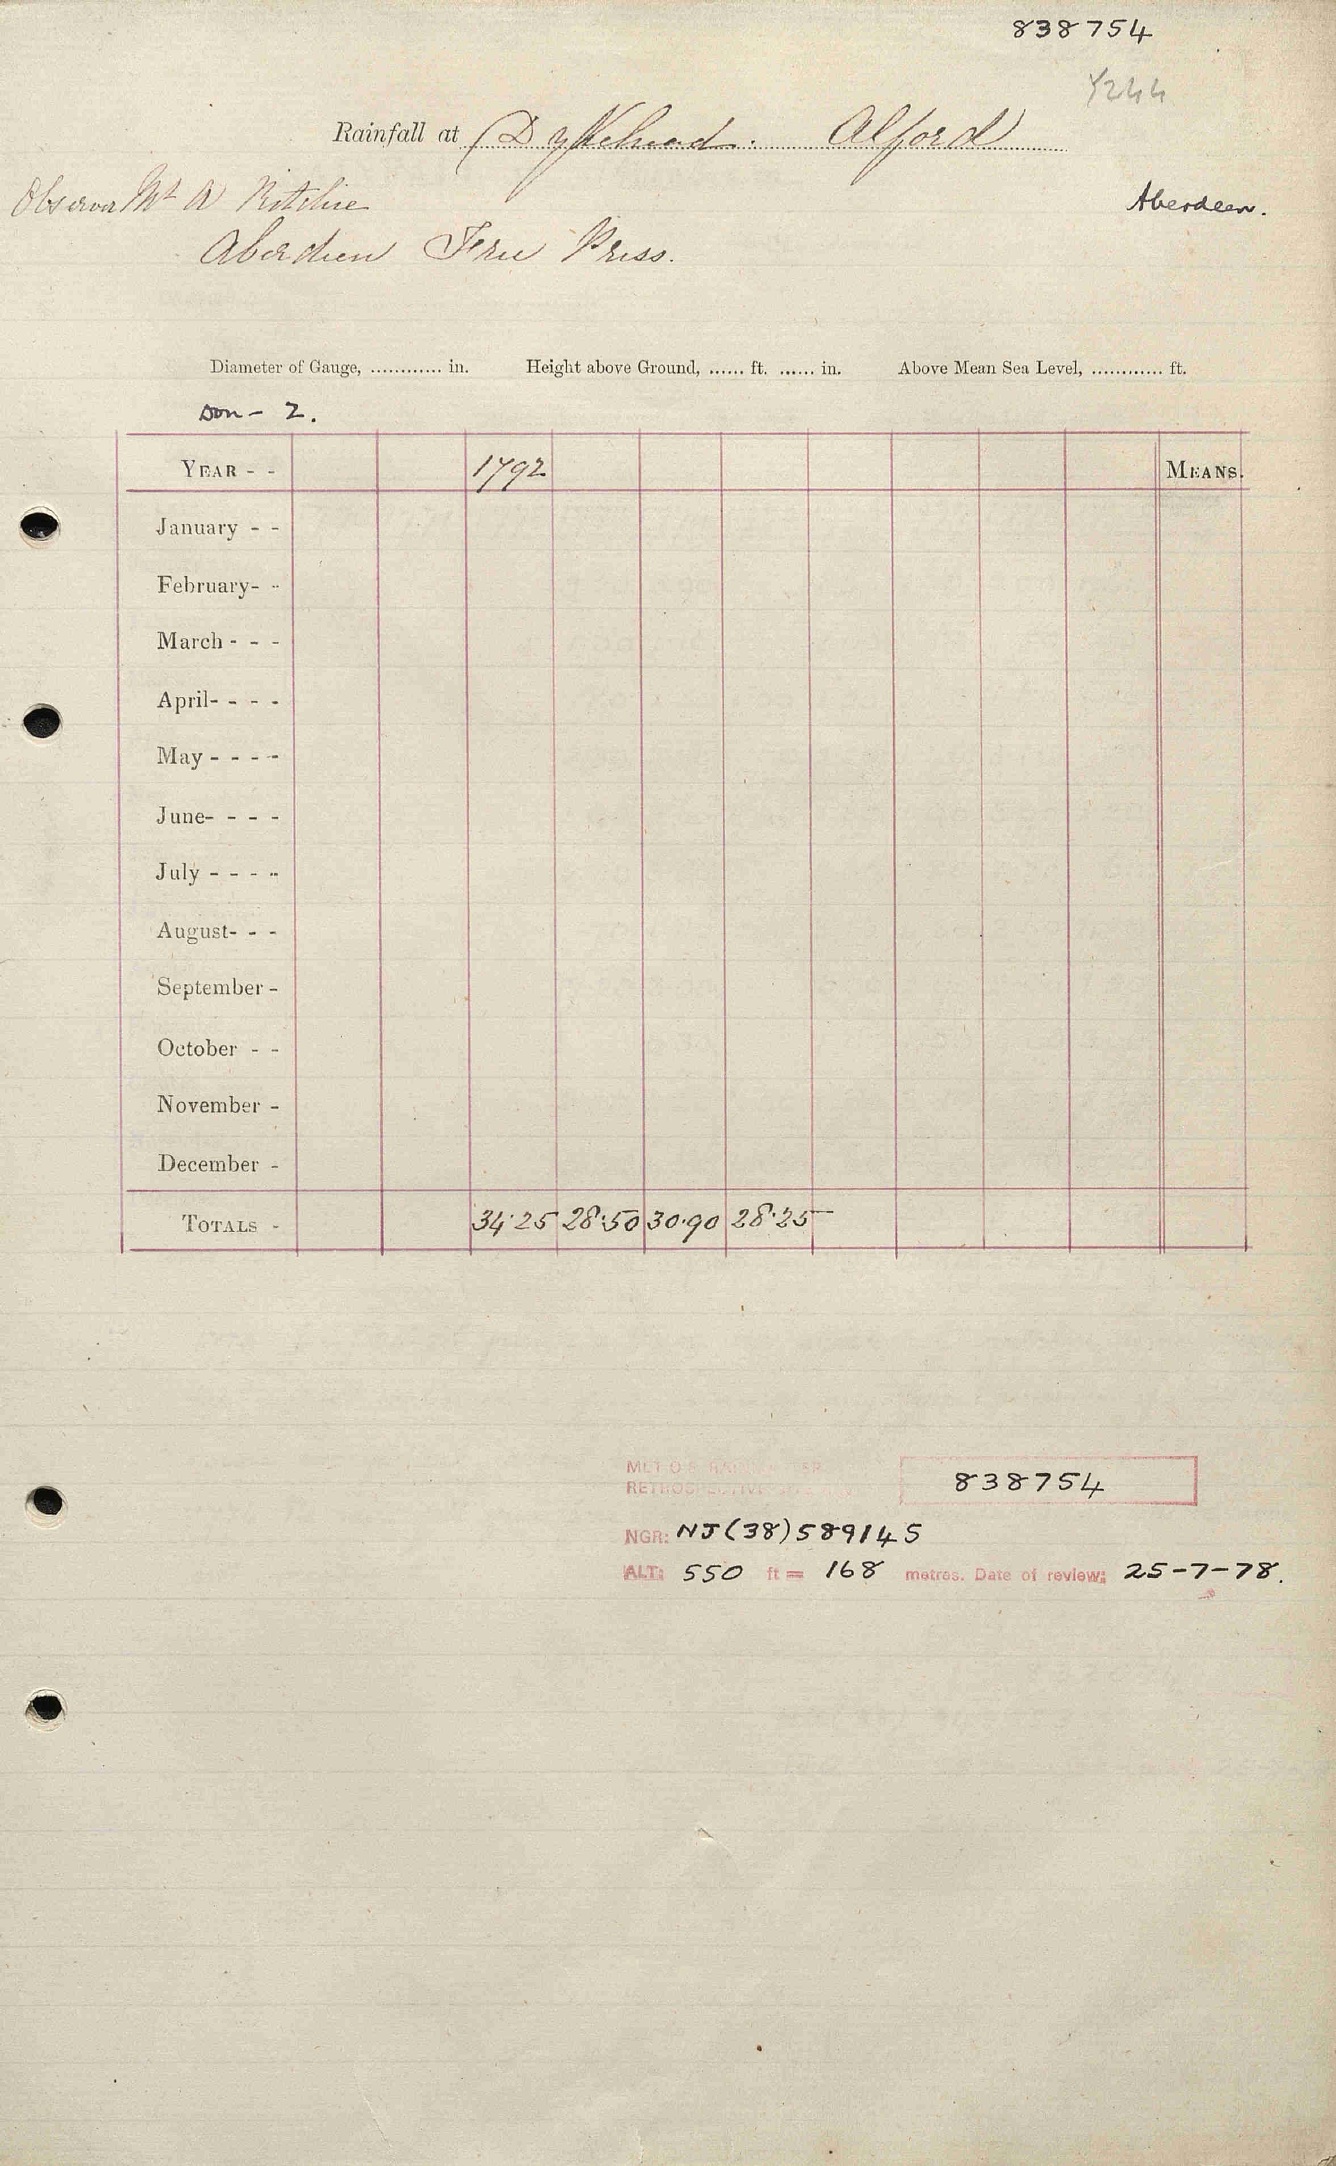 838754
Y244
Rainfall at Dykehead. Alford
Observer Mr A Ritchie
Aberdeen.
Aberdeen Free Press.
Diameter of Gauge, ............ in. Height above Ground, ...... ft. ...... in. Above Mean Sea Level, ............ ft.
Don - 2.
YEAR - - 1792 MEANS.
January - -
February- -
March - - -
April- - - -
May - - - -
June- - - -
July - - - -
August- - -
September -
October - -
November -
December -
TOTALS - 34.25 28.50 30.90 28.25
MET O 8
RETROSPECTIVE 838754
NGR: NJ(38)589145
ALT: 550 ft = 168 metres. Date of review: 25-7-78.